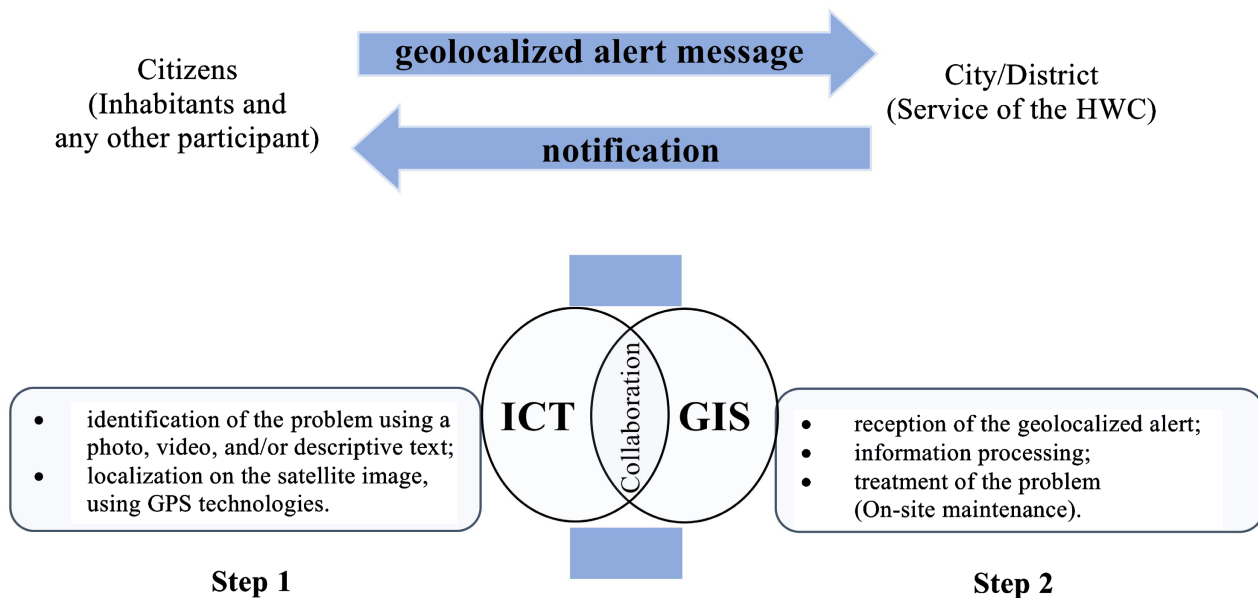 geolocalized alert message
Citizens
(Inhabitants and
any other participant)
City/District
(Service of the HWC)
notification
ICT
Collaboration
GIS
• identification of the problem using a
photo, video, and/or descriptive text;
• localization on the satellite image,
using GPS technologies.
• reception of the geolocalized alert;
• information processing;
• treatment of the problem
(On-site maintenance).
Step 1
Step 2